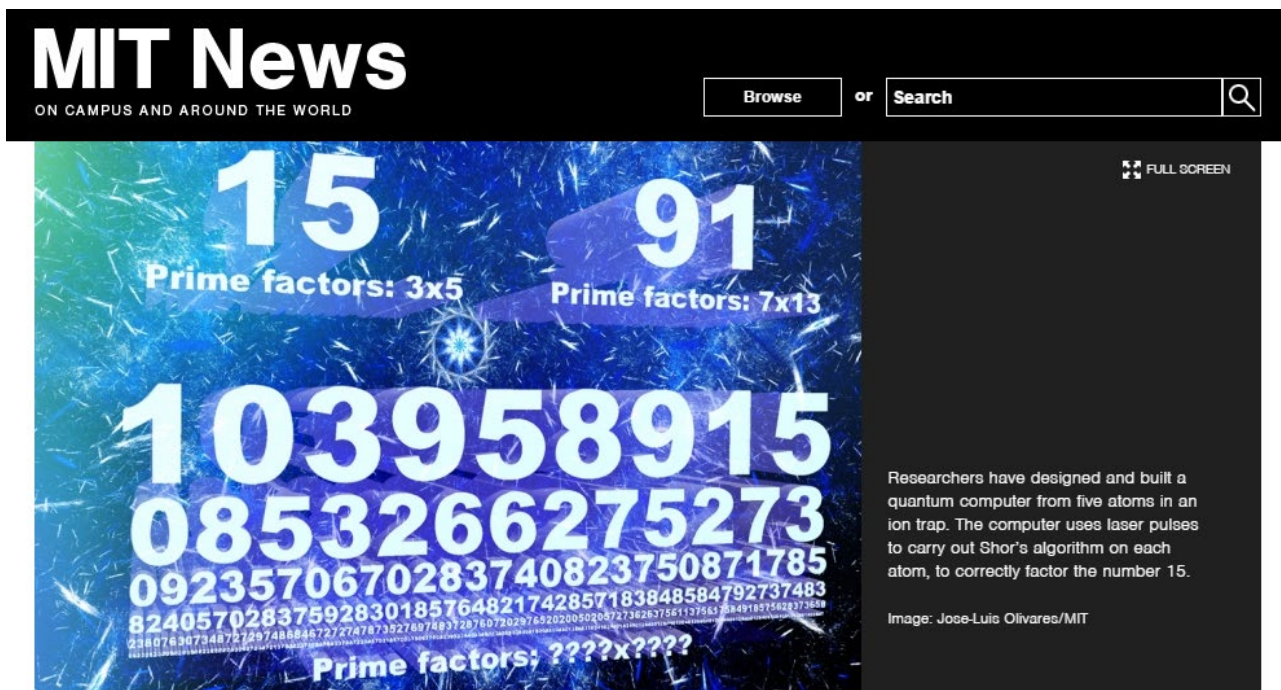 MIT News
ON CAMPUS AND AROUND THE WORLD
Browse or Search
FULL SCREEN
15
Prime factors: 3x5
91
Prime factors: 7x13
103958915
0853266275273
0923570670283740823750871785
Prime factors: ????x????
Researchers have designed and built a
quantum computer from five atoms in an
ion trap. The computer uses laser pulses
to carry out Shor's algorithm on each
atom, to correctly factor the number 15.
Image: Jose-Luis Olivares/MIT